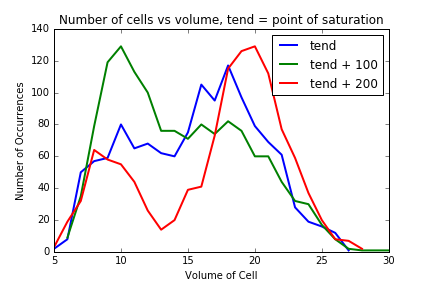 Number of cells vs volume, tend = point of saturation
tend
tend + 100
tend + 200
Number of Occurrences
140
120
100
80
60
40
20
0
5 10 15 20 25 30
Volume of Cell